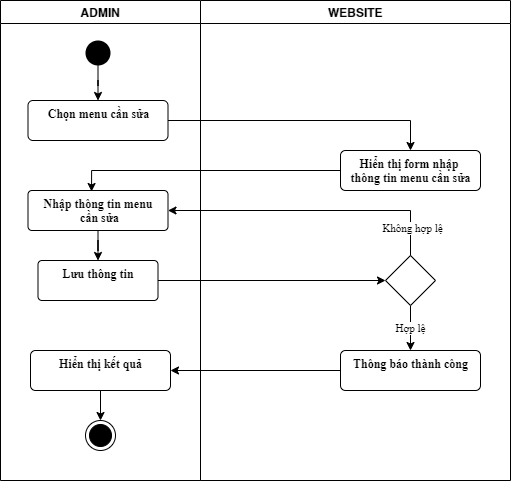 ADMIN
WEBSITE
Chọn menu cần sửa
Hiển thị form nhập
thông tin menu cần sửa
Nhập thông tin menu
cần sửa
Không hợp lệ
Lưu thông tin
Hợp lệ
Hiển thị kết quả
Thông báo thành công